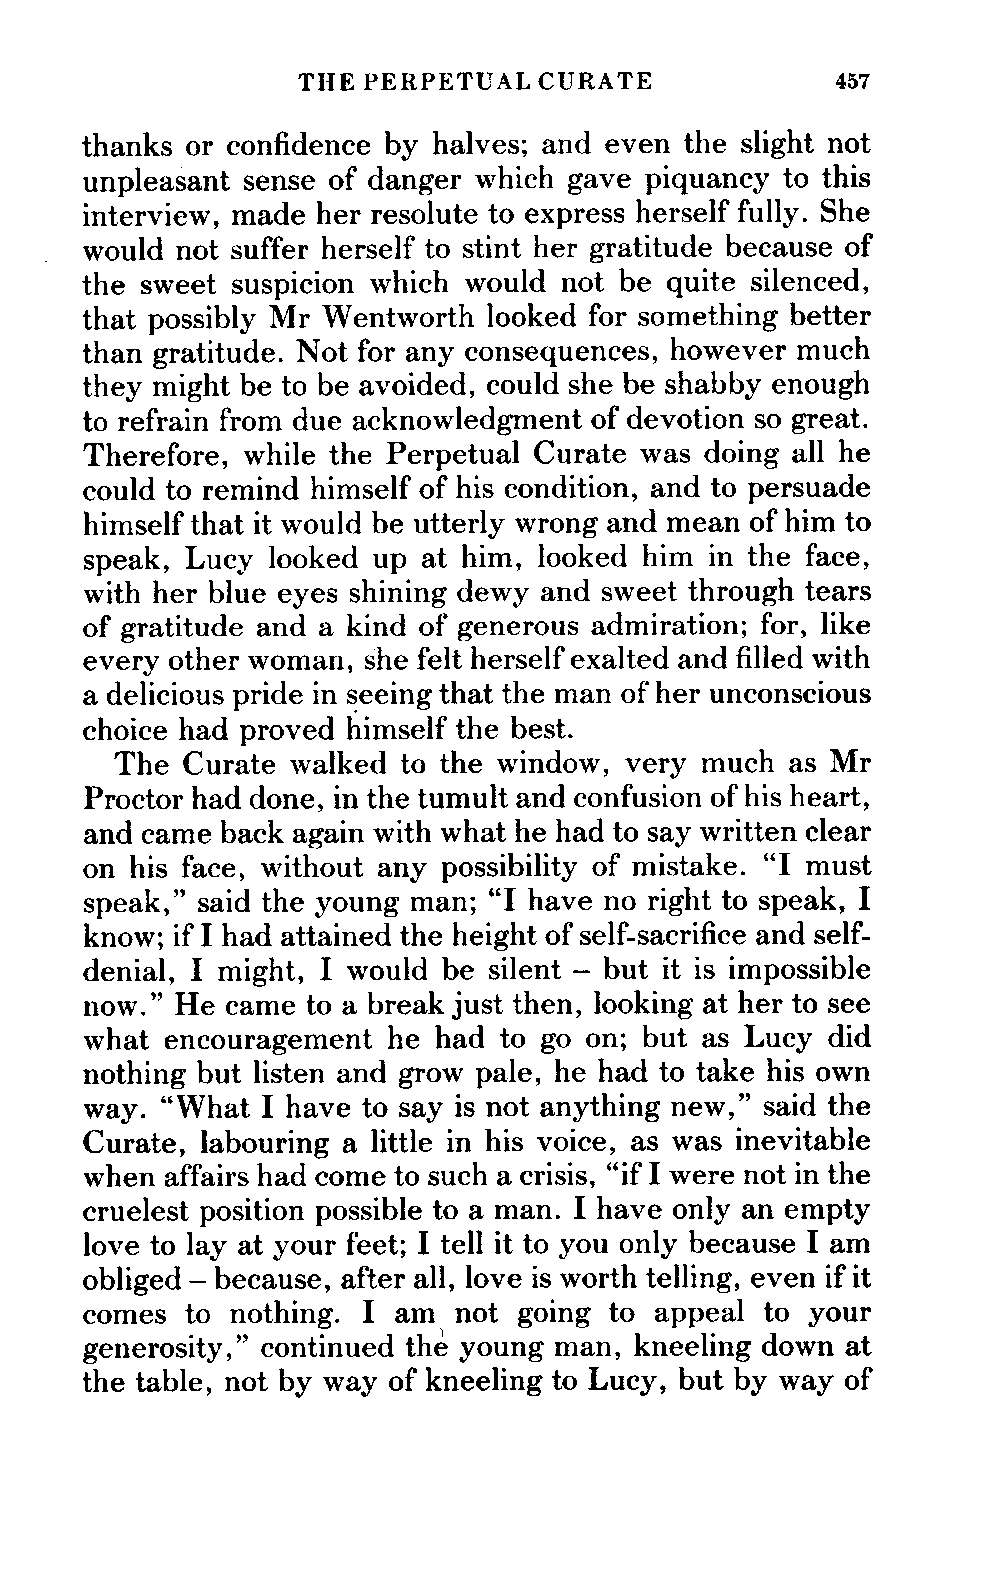 THE PERPETUAL CURATE 457
thanks or confidence by halves; and even the slight not
unpleasant sense of danger which gave piquancy to this
interview, made her resolute to express herself fully. She
would not suffer herself to stint her gratitude because of
the sweet suspicion which would not be quite silenced,
that possibly Mr Wentworth looked for something better
than gratitude. Not for any consequences, however much
they might be to be avoided, could she be shabby enough
to refrain from due acknowledgment of devotion so great.
Therefore, while the Perpetual Curate was doing all he
could to remind himself of his condition, and to persuade
himself that it would be utterly wrong and mean of him to
speak, Lucy looked up at him, looked him in the face,
with her blue eyes shining dewy and sweet through tears
of gratitude and a kind of generous admiration; for, like
every other woman, she felt herself exalted and filled with
a delicious pride in seeing that the man of her unconscious
choice had proved himself the best.
The Curate walked to the window, very much as Mr
Proctor had done, in the tumult and confusion of his heart,
and came back again with what he had to say written clear
on his face, without any possibility of mistake. “I must
speak,” said the young man; “I have no right to speak, I
know; if I had attained the height of self-sacrifice and self-
denial, I might, I would be silent – but it is impossible
now.” He came to a break just then, looking at her to see
what encouragement he had to go on; but as Lucy did
nothing but listen and grow pale, he had to take his own
way. “What I have to say is not anything new,” said the
Curate, labouring a little in his voice, as was inevitable
when affairs had come to such a crisis, “if I were not in the
cruelest position possible to a man. I have only an empty
love to lay at your feet; I tell it to you only because I am
obliged – because, after all, love is worth telling, even if it
comes to nothing. I am not going to appeal to your
generosity,” continued the young man, kneeling down at
the table, not by way of kneeling to Lucy, but by way of